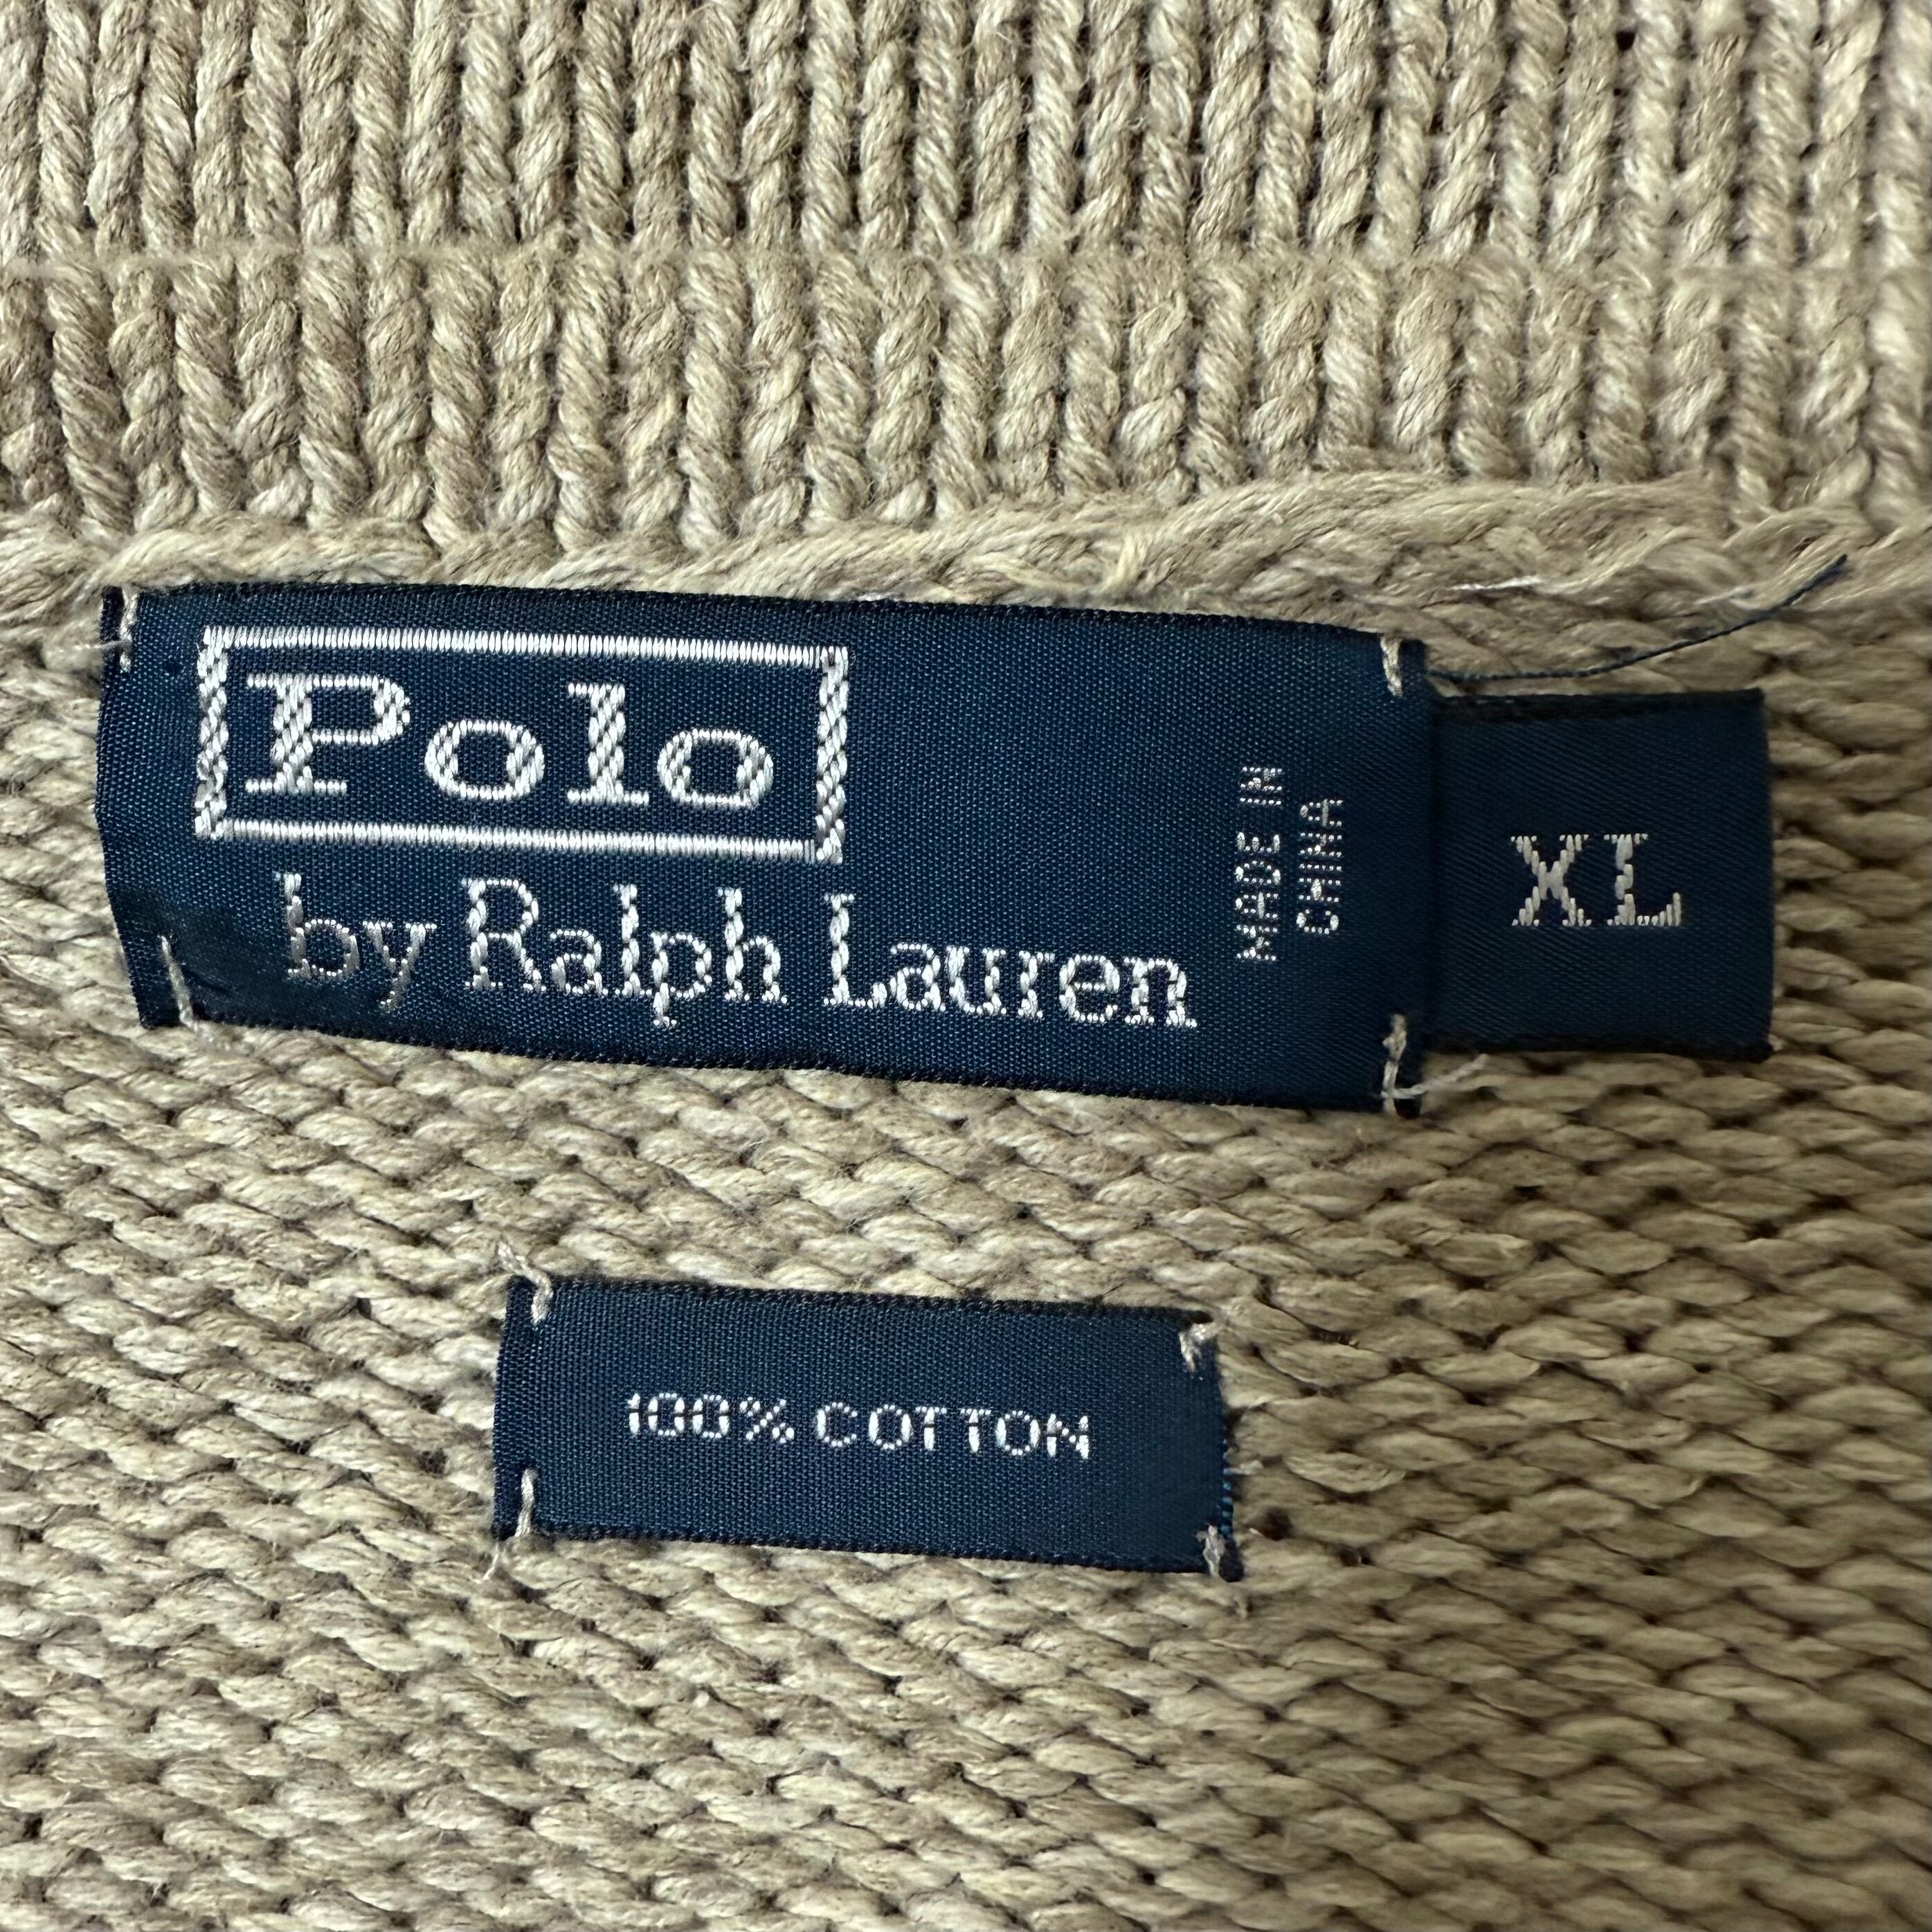 Polo
by Ralph Lauren
MADE IN
CHINA
XL
100% COTTON